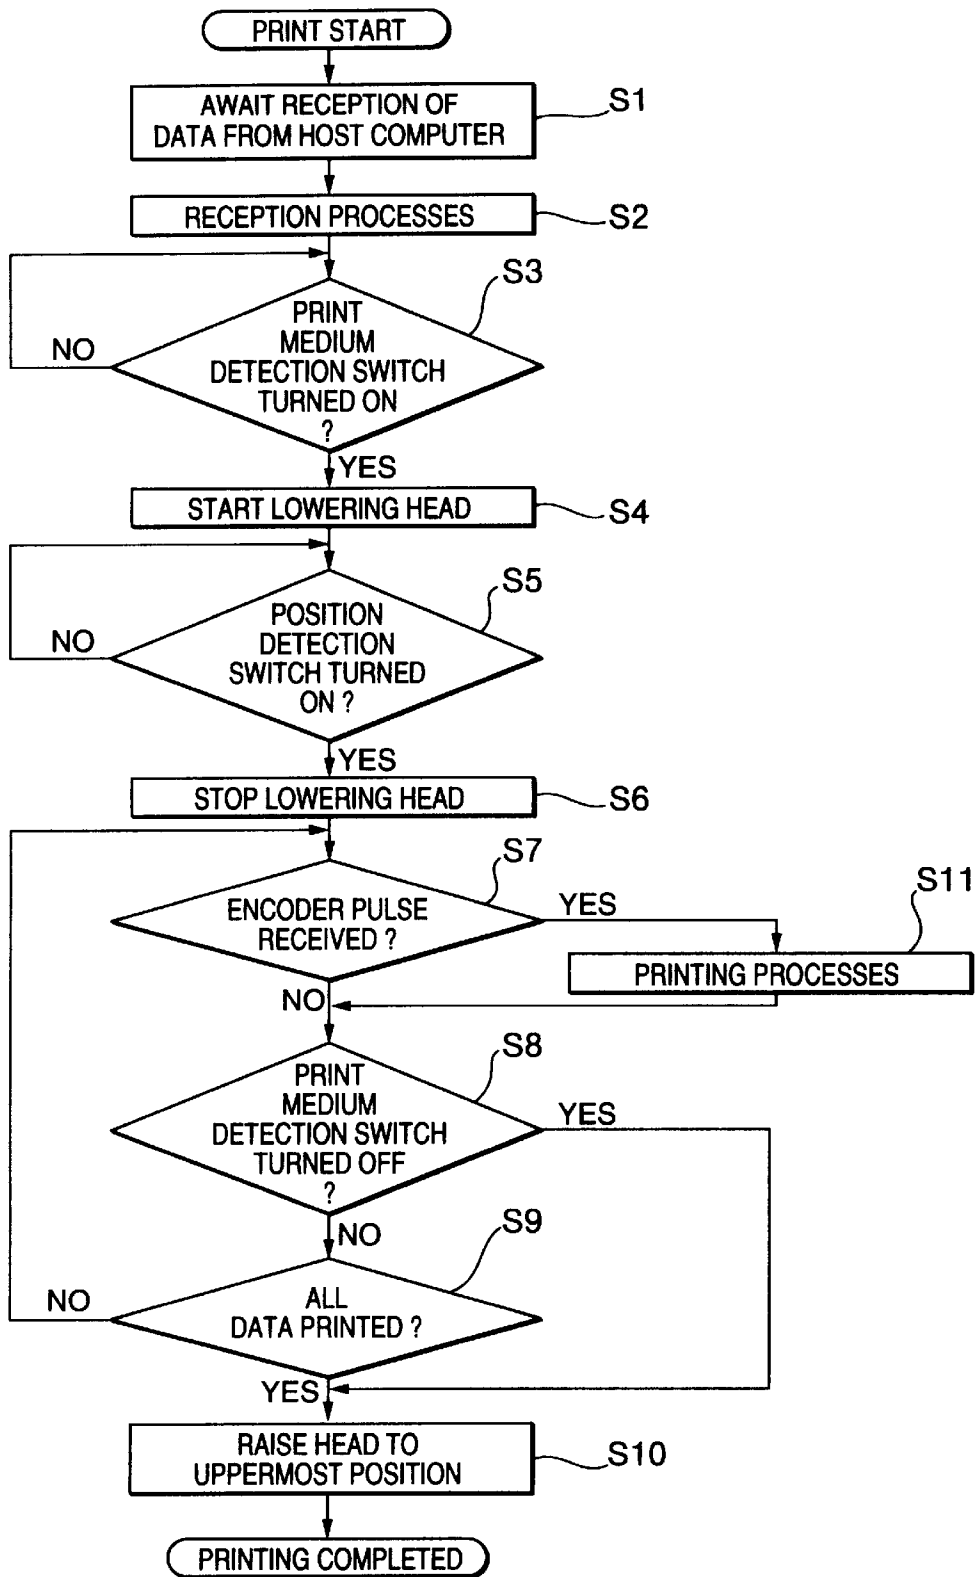 PRINT START
AWAIT RECEPTION OF
DATA FROM HOST COMPUTER
S1
RECEPTION PROCESSES
S2
S3
PRINT
MEDIUM
DETECTION SWITCH
TURNED ON
?
NO
YES
START LOWERING HEAD
S4
S5
POSITION
DETECTION
SWITCH TURNED
ON ?
NO
YES
STOP LOWERING HEAD
S6
S7
ENCODER PULSE
RECEIVED ?
YES
S11
PRINTING PROCESSES
NO
S8
PRINT
MEDIUM
DETECTION SWITCH
TURNED OFF
?
YES
NO
S9
ALL
DATA PRINTED ?
NO
YES
RAISE HEAD TO
UPPERMOST POSITION
S10
PRINTING COMPLETED